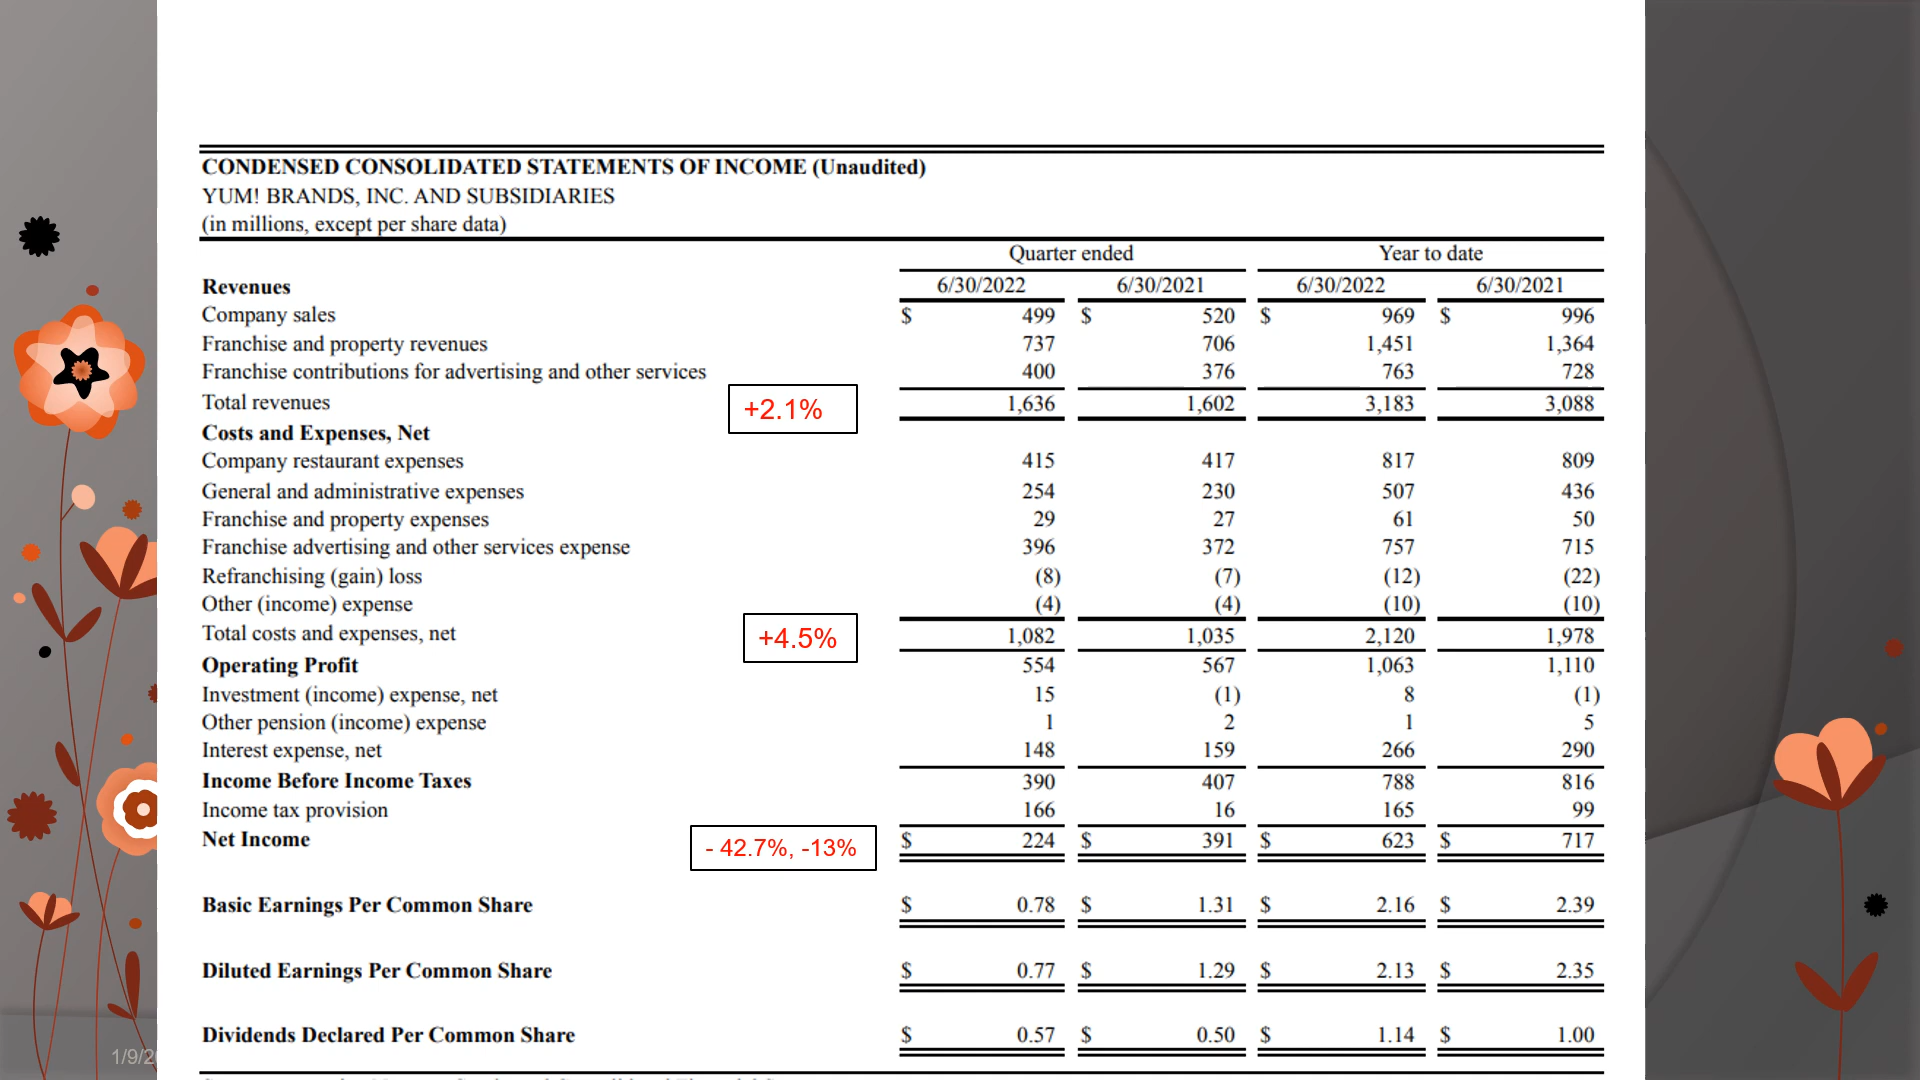 CONDENSED CONSOLIDATED STATEMENTS OF INCOME (Unaudited)
YUM! BRANDS, INC. AND SUBSIDIARIES
(in millions, except per share data)
Quarter ended Year to date
Revenues 6/30/2022 6/30/2021 6/30/2022 6/30/2021
Company sales $ 499 $ 520 $ 969 $ 996
Franchise and property revenues 737 706 1,451 1,364
Franchise contributions for advertising and other services 400 376 763 728
Total revenues +2.1% 1,636 1,602 3,183 3,088
Costs and Expenses, Net
Company restaurant expenses 415 417 817 809
General and administrative expenses 254 230 507 436
Franchise and property expenses 29 27 61 50
Franchise advertising and other services expense 396 372 757 715
Refranchising (gain) loss (8) (7) (12) (22)
Other (income) expense (4) (4) (10) (10)
Total costs and expenses, net +4.5% 1,082 1,035 2,120 1,978
Operating Profit 554 567 1,063 1,110
Investment (income) expense, net 15 (1) 8 (1)
Other pension (income) expense 1 2 1 5
Interest expense, net 148 159 266 290
Income Before Income Taxes 390 407 788 816
Income tax provision 166 16 165 99
Net Income - 42.7%, -13% $ 224 $ 391 $ 623 $ 717
Basic Earnings Per Common Share $ 0.78 $ 1.31 $ 2.16 $ 2.39
Diluted Earnings Per Common Share $ 0.77 $ 1.29 $ 2.13 $ 2.35
Dividends Declared Per Common Share $ 0.57 $ 0.50 $ 1.14 $ 1.00
1/9/2